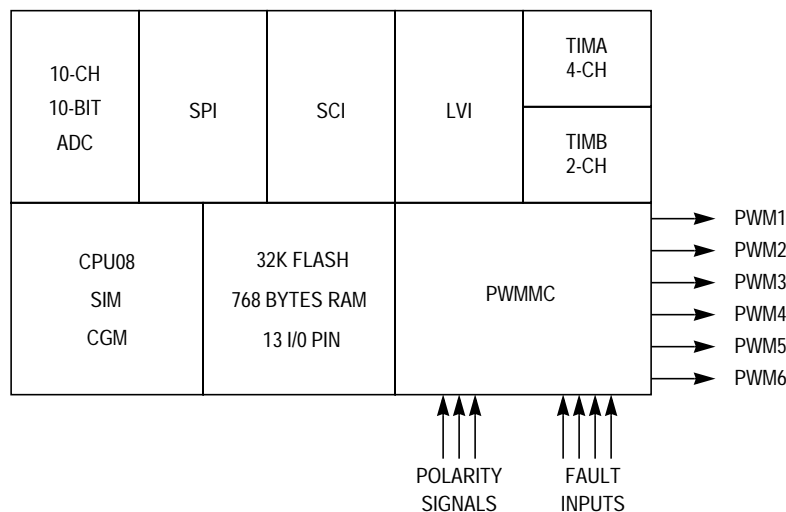 10-CH
10-BIT
ADC
SPI
SCI
LVI
TIMA
4-CH
TIMB
2-CH
CPU08
SIM
CGM
32K FLASH
768 BYTES RAM
13 I/0 PIN
PWMMC
PWM1
PWM2
PWM3
PWM4
PWM5
PWM6
POLARITY
SIGNALS
FAULT
INPUTS